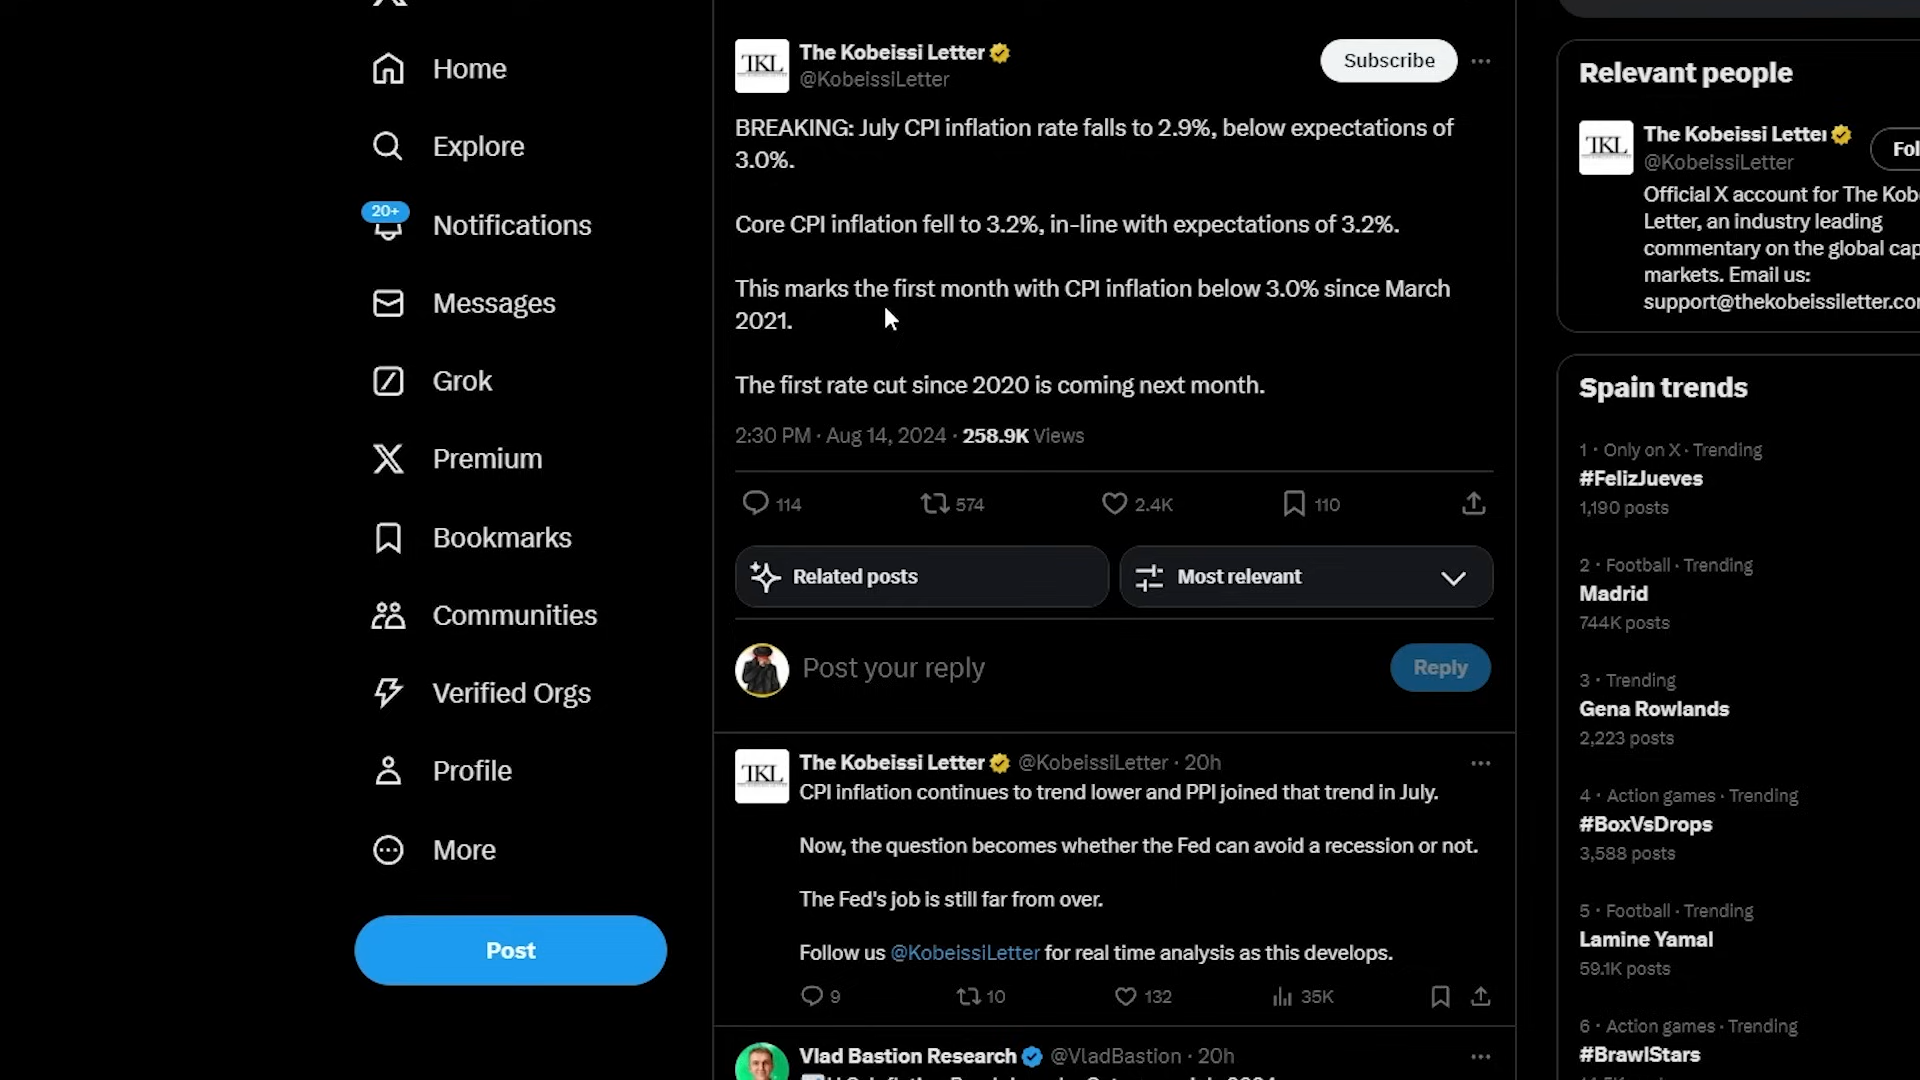 Home
Explore
20+
Notifications
Messages
Grok
Premium
Bookmarks
Communities
Verified Orgs
Profile
More
Post
TKL
The Kobeissi Letter
@KobeissiLetter
Subscribe
BREAKING: July CPI inflation rate falls to 2.9%, below expectations of
3.0%.
Core CPI inflation fell to 3.2%, in-line with expectations of 3.2%.
This marks the first month with CPI inflation below 3.0% since March
2021.
The first rate cut since 2020 is coming next month.
2:30 PM · Aug 14, 2024 · 258.9K Views
114 574 2.4K 110
Related posts
Most relevant
Post your reply
Reply
TKL
The Kobeissi Letter @KobeissiLetter · 20h
CPI inflation continues to trend lower and PPI joined that trend in July.
Now, the question becomes whether the Fed can avoid a recession or not.
The Fed's job is still far from over.
Follow us @KobeissiLetter for real time analysis as this develops.
9 10 132 35K
Vlad Bastion Research @VladBastion · 20h
Relevant people
TKL
The Kobeissi Letter
@KobeissiLetter
Fol
Official X account for The Kobe
Letter, an industry leading
commentary on the global cap
markets. Email us:
support@thekobeissiletter.com
Spain trends
1 · Only on X · Trending
#FelizJueves
1,190 posts
2 · Football · Trending
Madrid
744K posts
3 · Trending
Gena Rowlands
2,223 posts
4 · Action games · Trending
#BoxVsDrops
3,588 posts
5 · Football · Trending
Lamine Yamal
59.1K posts
6 · Action games · Trending
#BrawlStars